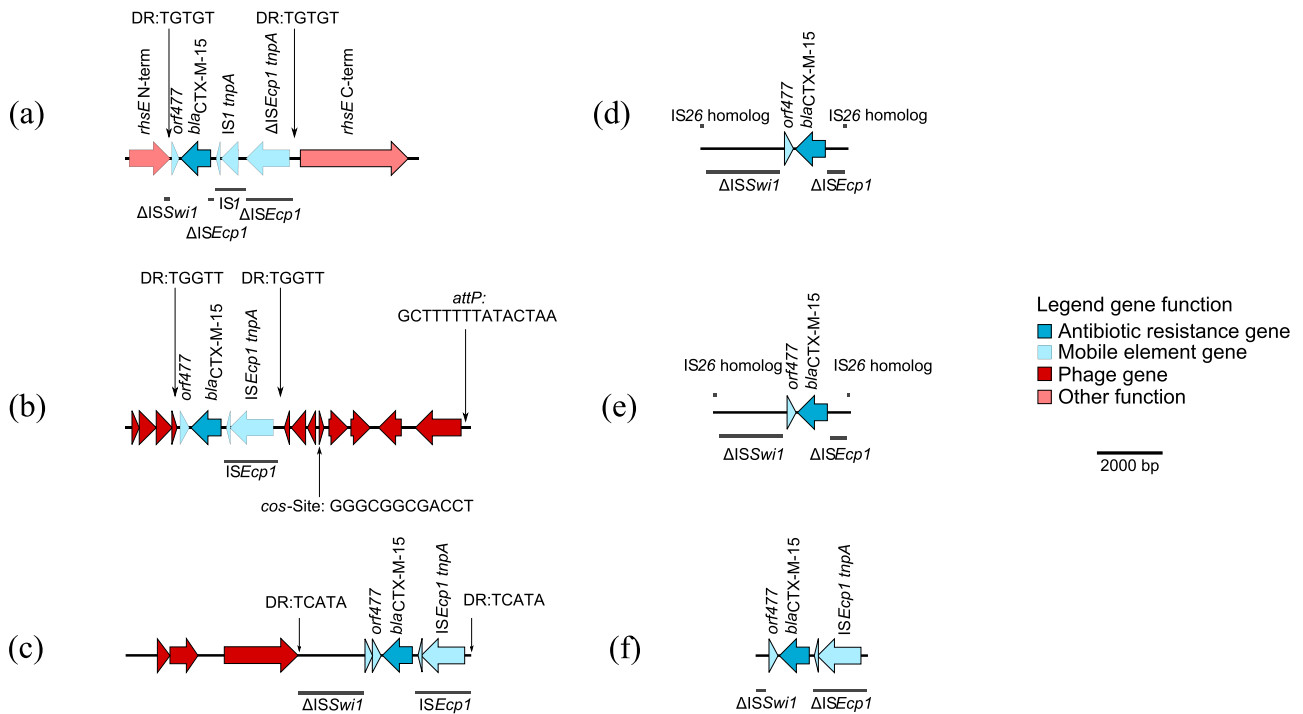 (a)
DR:TGTGT
DR:TGTGT
rhsE N-term
orf477
blaCTX-M-15
IS1 tnpA
ΔISEcp1 tnpA
rhsE C-term
ΔISSwi1
ΔISEcp1
IS1
ΔISEcp1
(b)
DR:TGGTT
DR:TGGTT
attP:
GCTTTTTTATACTAA
orf477
blaCTX-M-15
ISEcp1 tnpA
ISEcp1
cos-Site: GGGCGGCGACCT
(c)
DR:TCATA
DR:TCATA
orf477
blaCTX-M-15
ISEcp1 tnpA
ΔISSwi1
ISEcp1
(d)
IS26 homolog
orf477
blaCTX-M-15
IS26 homolog
ΔISSwi1
ΔISEcp1
(e)
IS26 homolog
orf477
blaCTX-M-15
IS26 homolog
ΔISSwi1
ΔISEcp1
(f)
orf477
blaCTX-M-15
ISEcp1 tnpA
ΔISSwi1
ΔISEcp1
Legend gene function
Antibiotic resistance gene
Mobile element gene
Phage gene
Other function
2000 bp